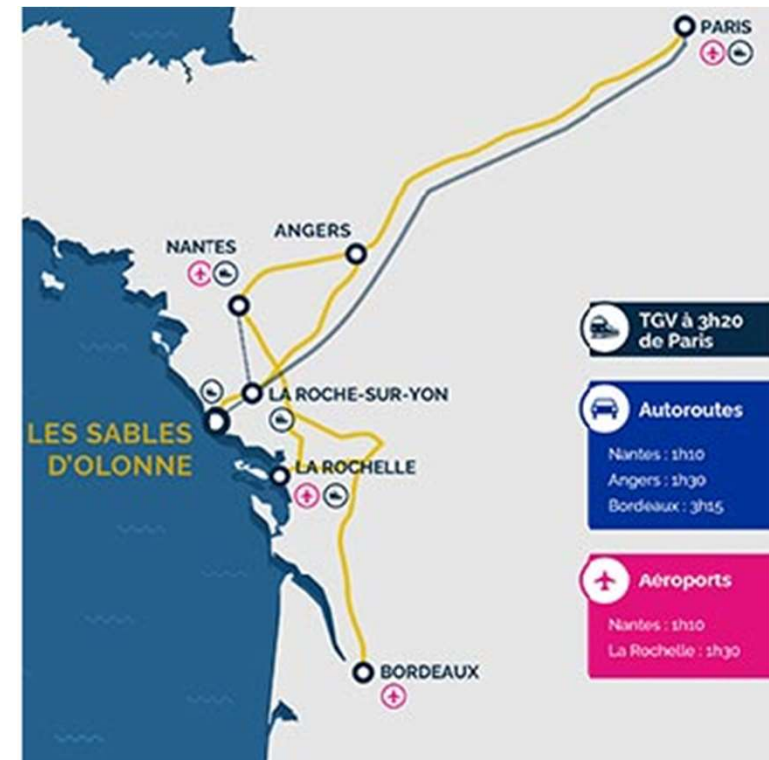 PARIS
ANGERS
NANTES
LA ROCHE-SUR-YON
LES SABLES
D'OLONNE
LA ROCHELLE
BORDEAUX
TGV à 3h20
de Paris
Autoroutes
Nantes : 1h10
Angers : 1h30
Bordeaux : 3h15
Aéroports
Nantes : 1h10
La Rochelle : 1h30